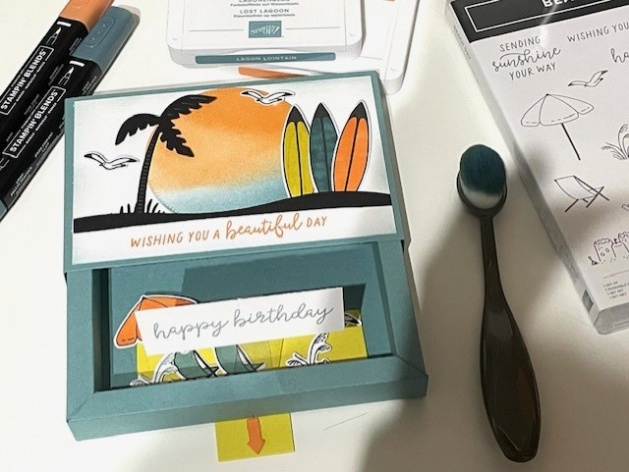 STAMPIN' BLENDS
STAMPIN' BLENDS
LOST LAGOON
LAGON LOINTAIN
SENDING
sunshine
YOUR WAY
WISHING YOU
WISHING YOU A beautiful DAY
happy birthday